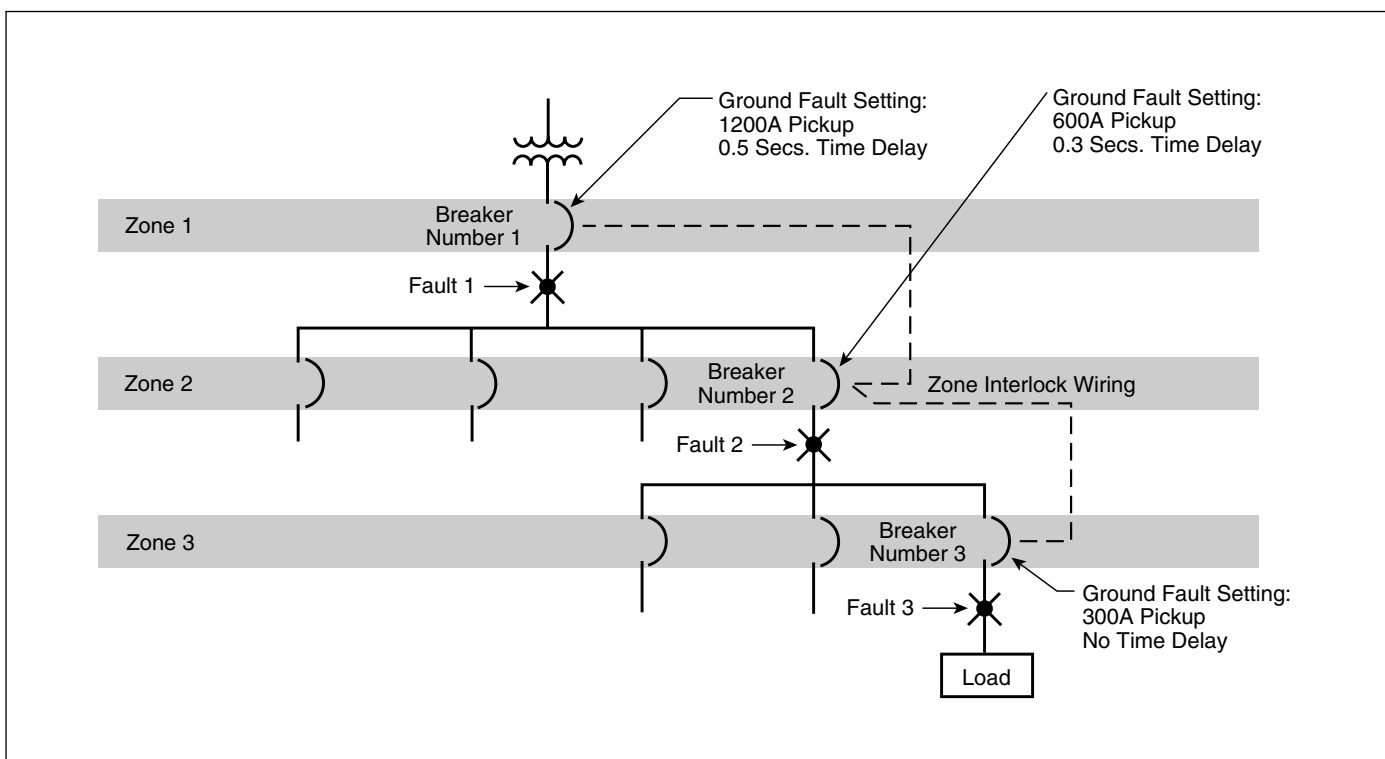 Ground Fault Setting:
1200A Pickup
0.5 Secs. Time Delay
Ground Fault Setting:
600A Pickup
0.3 Secs. Time Delay
Zone 1
Breaker
Number 1
Fault 1
Zone 2
Breaker
Number 2
Zone Interlock Wiring
Fault 2
Zone 3
Breaker
Number 3
Fault 3
Ground Fault Setting:
300A Pickup
No Time Delay
Load